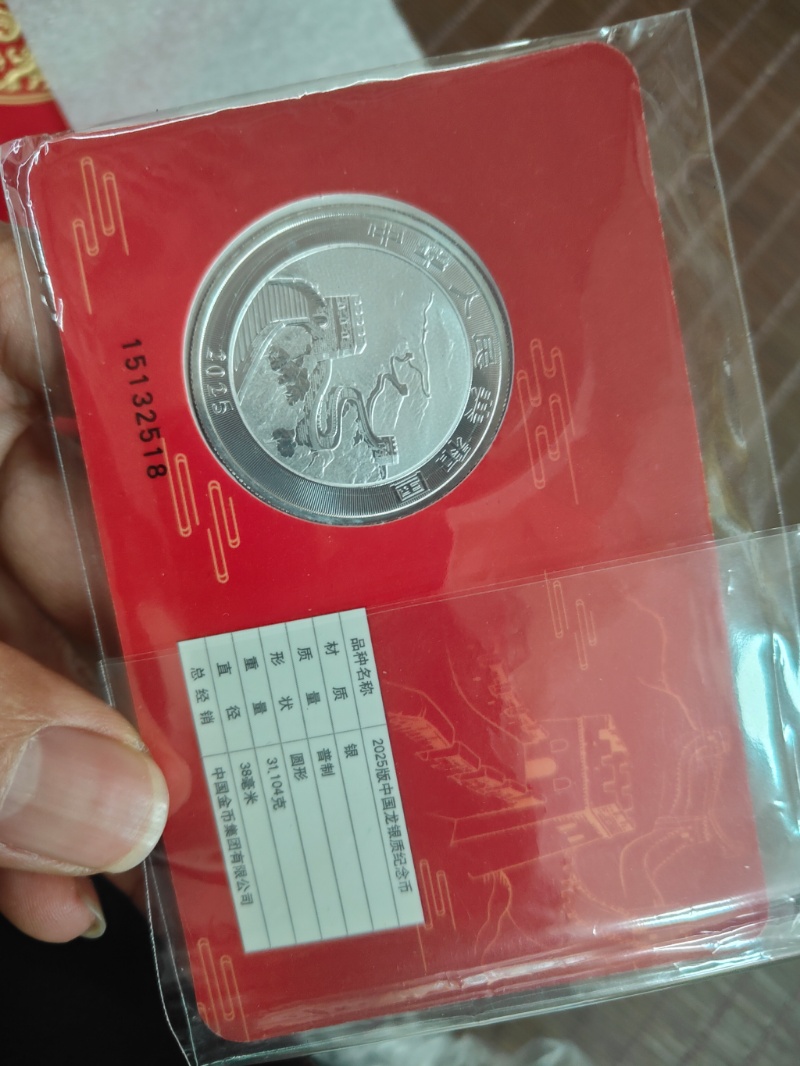 中华人民共和国
2025
15132518
品种名称 2025版中国龙银质纪念币
材质 银
质量 普制
形状 圆形
重量 31.104克
直径 38毫米
总经销 中国金币集团有限公司